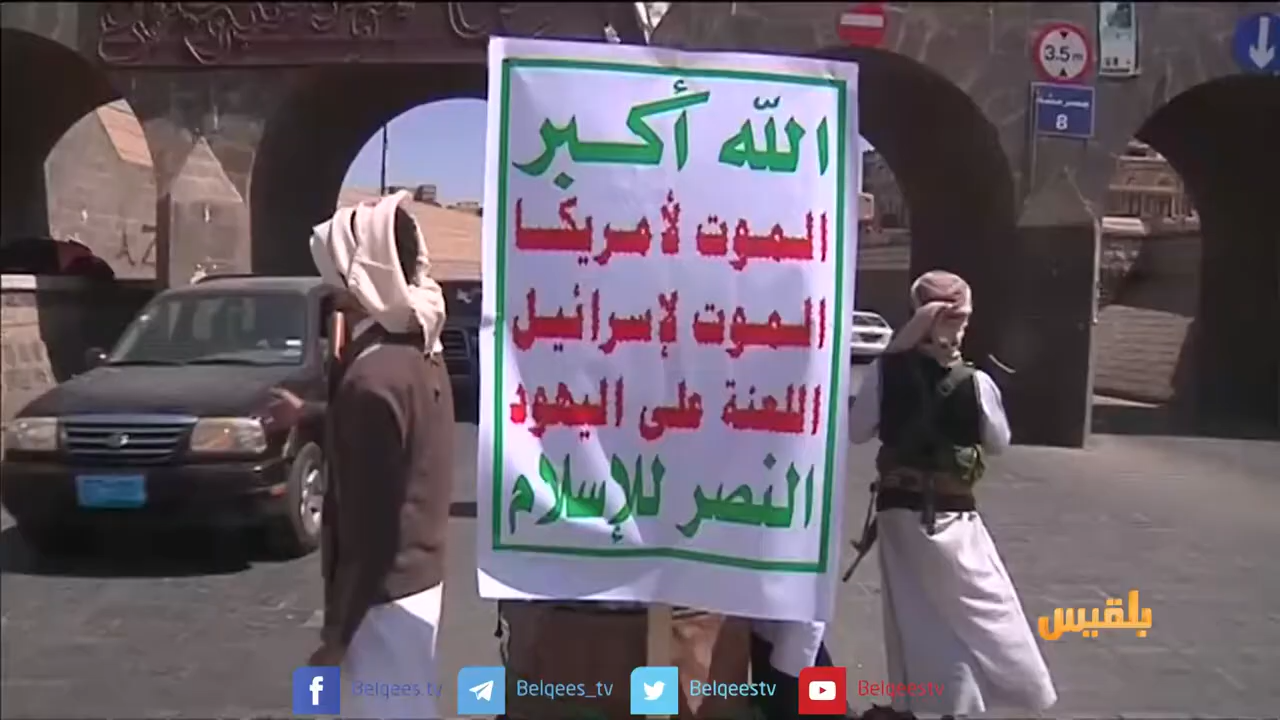 3.5m
8
الله أكبر
الموت لأمريكا
الموت لإسرائيل
اللعنة على اليهود
النصر للإسلام
بلقيس
Belqees.tv
Belqees_tv
Belqeestv
Belqeestv